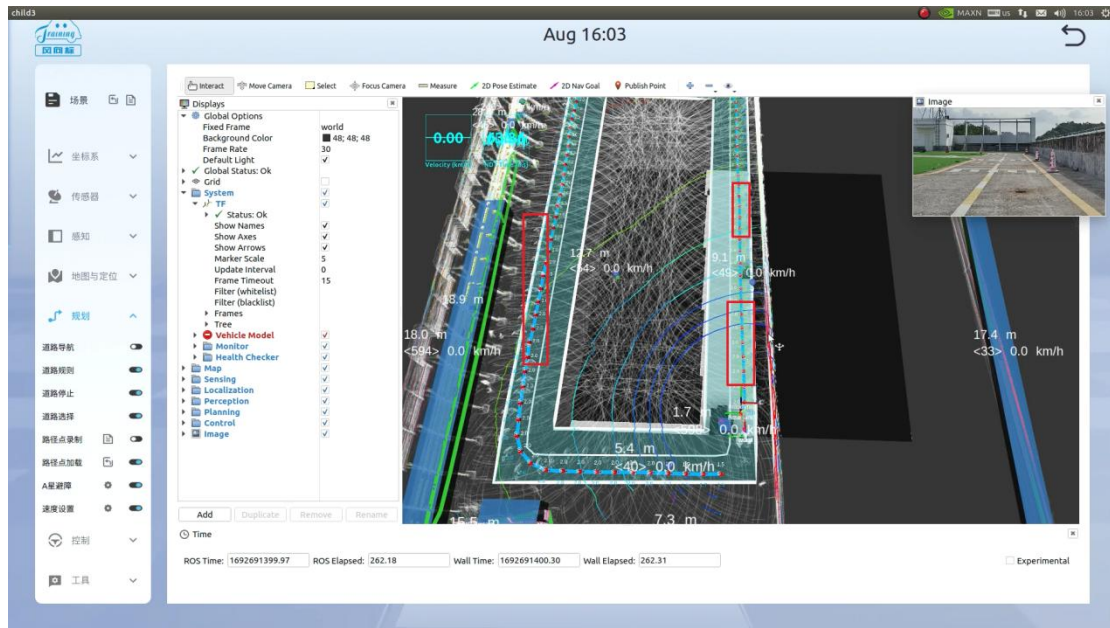 child3
MAXN
us
16:03
Training
风向标
Aug 16:03
场景
坐标系
传感器
感知
地图与定位
规划
道路导航
道路规则
道路停止
道路选择
路径点录制
路径点加载
A星避障
速度设置
控制
工具
Interact
Move Camera
Select
Focus Camera
Measure
2D Pose Estimate
2D Nav Goal
Publish Point
Displays
Global Options
Fixed Frame world
Background Color 48; 48; 48
Frame Rate 30
Default Light
Global Status: Ok
Grid
System
TF
Status: Ok
Show Names
Show Axes
Show Arrows
Marker Scale 5
Update Interval 0
Frame Timeout 15
Filter (whitelist)
Filter (blacklist)
Frames
Tree
Vehicle Model
Monitor
Health Checker
Map
Sensing
Localization
Perception
Planning
Control
Image
Add
Duplicate
Remove
Rename
0.00
Image
12.7 m
<54> 0.0 km/h
9.1 m
<49> 0.0 km/h
18.9 m
18.0 m
<594> 0.0 km/h
17.4 m
<33> 0.0 km/h
1.7 m
0.0 km/h
5.4 m
<40> 0.0 km/h
15.5 m
7.3 m
Time
ROS Time: 1692691399.97
ROS Elapsed: 262.18
Wall Time: 1692691400.30
Wall Elapsed: 262.31
Experimental